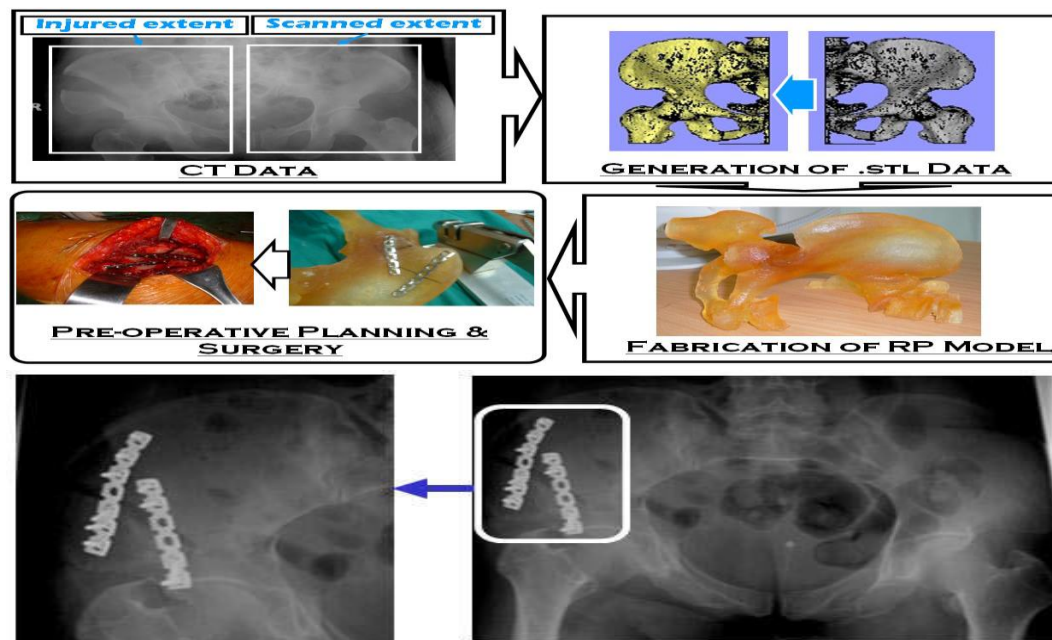 Injured extent Scanned extent
R
CT DATA
GENERATION OF .STL DATA
PRE-OPERATIVE PLANNING &
SURGERY
FABRICATION OF RP MODEL